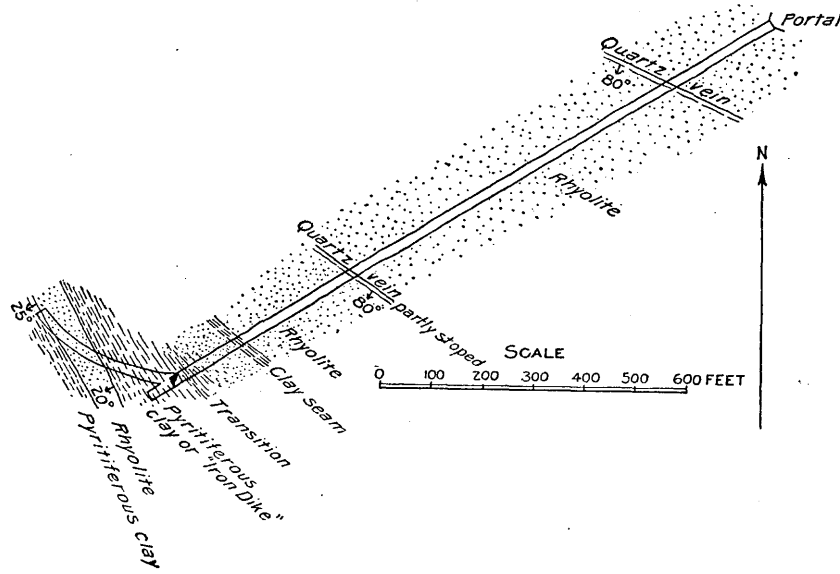 Portal
Quartz vein
80°
N
Rhyolite
Quartz vein partly stoped
80°
25°
SCALE
0 100 200 300 400 500 600 FEET
Rhyolite
Clay seam
Transition
Pyritiferous
clay or "Iron Dike"
20°
Rhyolite
Pyritiferous clay